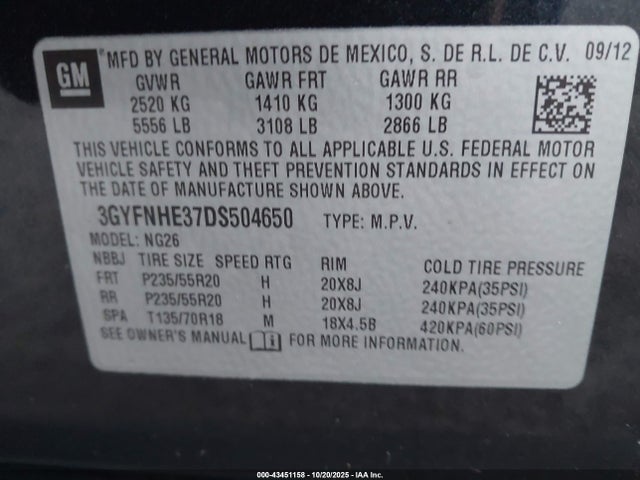 GM
MFD BY GENERAL MOTORS DE MEXICO, S. DE R.L. DE C.V. 09/12
GVWR GAWR FRT GAWR RR
2520 KG 1410 KG 1300 KG
5556 LB 3108 LB 2866 LB
THIS VEHICLE CONFORMS TO ALL APPLICABLE U.S. FEDERAL MOTOR
VEHICLE SAFETY AND THEFT PREVENTION STANDARDS IN EFFECT ON
THE DATE OF MANUFACTURE SHOWN ABOVE.
3GYFNHE37DS504650 TYPE: M.P.V.
MODEL: NG26
NBBJ TIRE SIZE SPEED RTG RIM COLD TIRE PRESSURE
FRT P235/55R20 H 20X8J 240KPA(35PSI)
RR P235/55R20 H 20X8J 240KPA(35PSI)
SPA T135/70R18 M 18X4.5B 420KPA(60PSI)
SEE OWNER'S MANUAL FOR MORE INFORMATION.
000-43451158 - 10/20/2025 - IAA Inc.